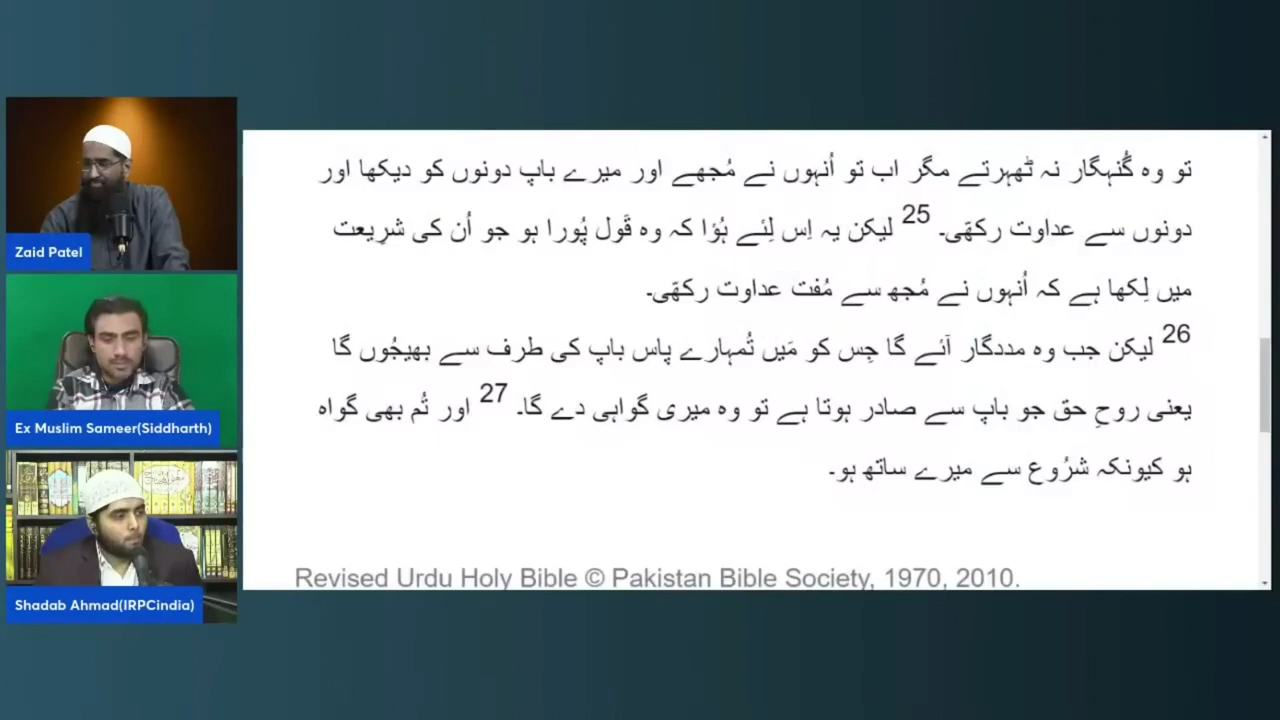 Zaid Patel
Ex Muslim Sameer(Siddharth)
Shadab Ahmad(IRPCindia)
تو وہ گُنہگار نہ ٹھہرتے مگر اب تو اُنہوں نے مُجھے اور میرے باپ دونوں کو دیکھا اور
دونوں سے عداوت رکھّی۔ 25 لیکن یہ اِس لِئے ہُؤا کہ وہ قَول پُورا ہو جو اُن کی شرِیعت
میں لِکھا ہے کہ اُنہوں نے مُجھ سے مُفت عداوت رکھّی۔
26 لیکن جب وہ مددگار آئے گا جِس کو مَیں تُمہارے پاس باپ کی طرف سے بھیجُوں گا
یعنی روحِ حق جو باپ سے صادر ہوتا ہے تو وہ میری گواہی دے گا۔ 27 اور تُم بھی گواہ
ہو کیونکہ شرُوع سے میرے ساتھ ہو۔
Revised Urdu Holy Bible © Pakistan Bible Society, 1970, 2010.